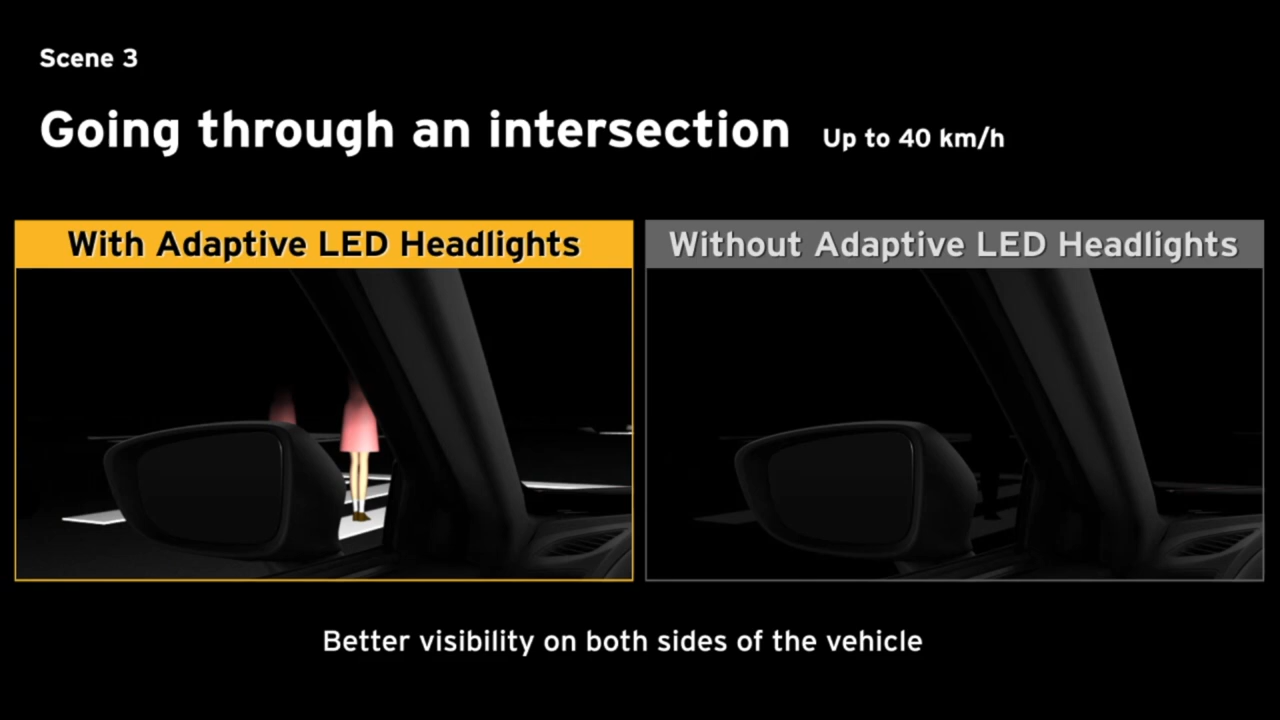 Scene 3
Going through an intersection Up to 40 km/h
With Adaptive LED Headlights
Without Adaptive LED Headlights
Better visibility on both sides of the vehicle